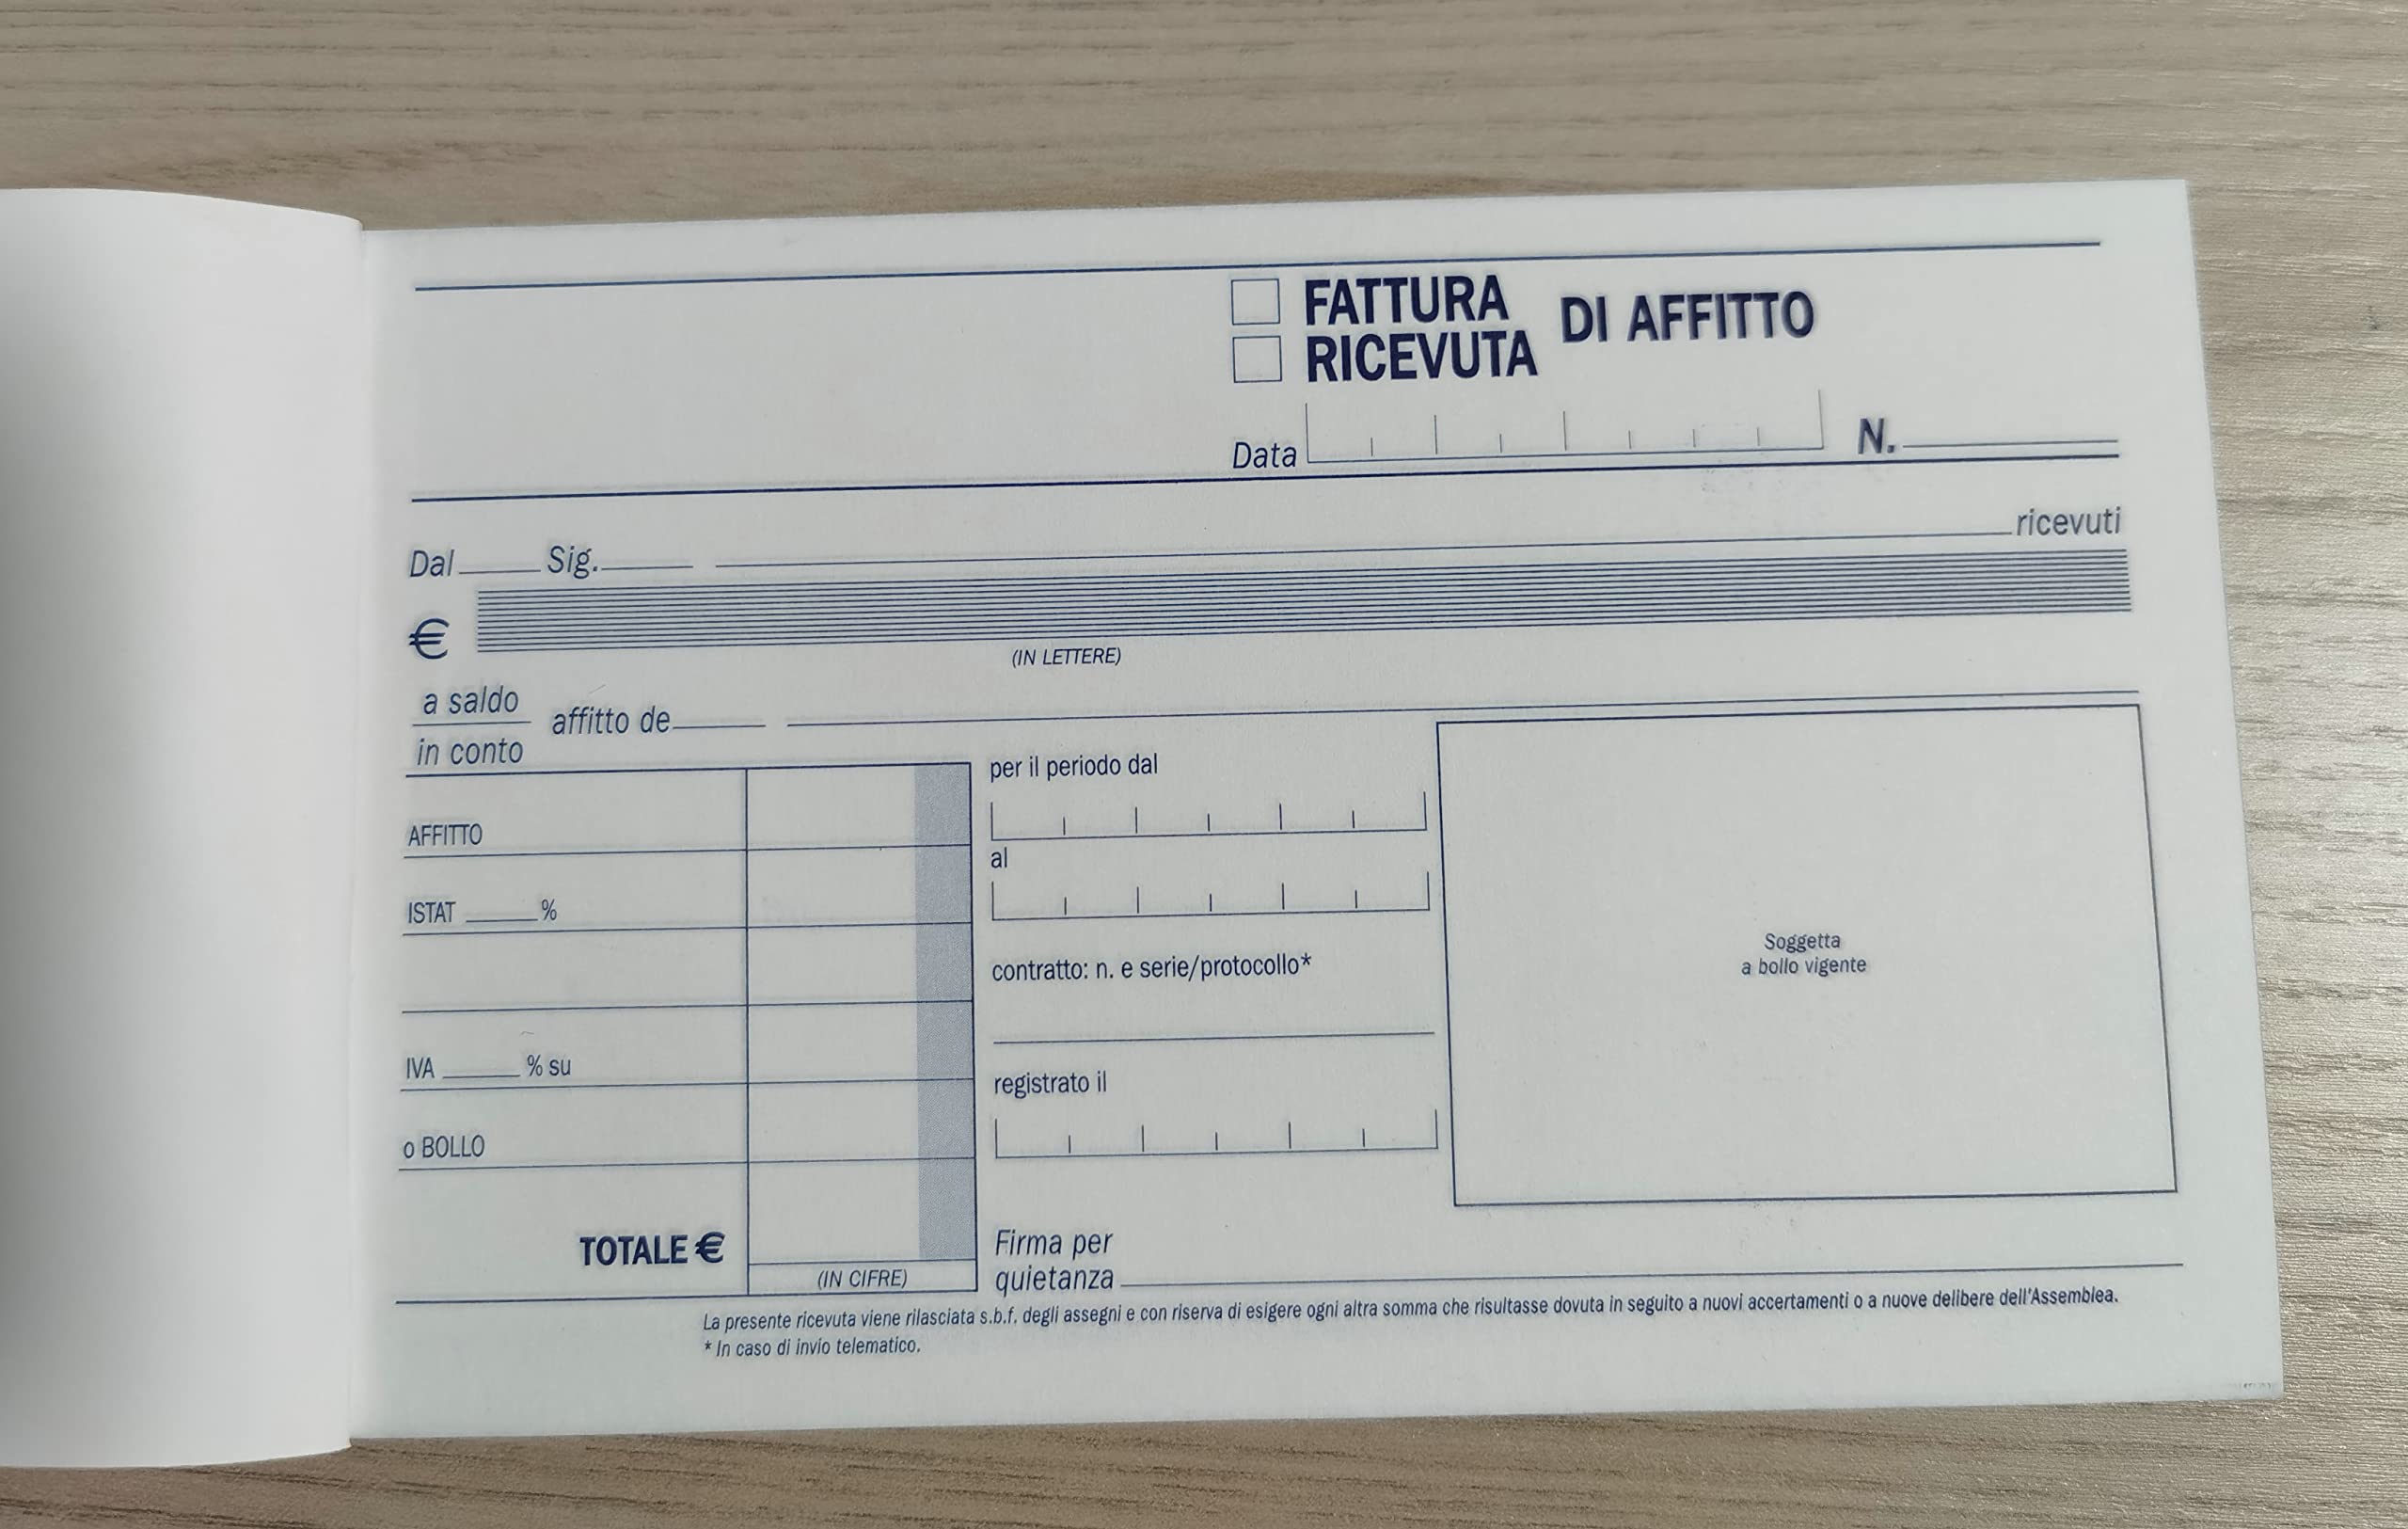 FATTURA
RICEVUTA DI AFFITTO
Data N.
Dal Sig. ricevuti
€
(IN LETTERE)
a saldo
in conto
affitto de
AFFITTO
ISTAT %
IVA % su
o BOLLO
TOTALE €
(IN CIFRE)
per il periodo dal
al
contratto: n. e serie/protocollo*
registrato il
Soggetta
a bollo vigente
Firma per
quietanza
La presente ricevuta viene rilasciata s.b.f. degli assegni e con riserva di esigere ogni altra somma che risultasse dovuta in seguito a nuovi accertamenti o a nuove delibere dell'Assemblea.
* In caso di invio telematico.